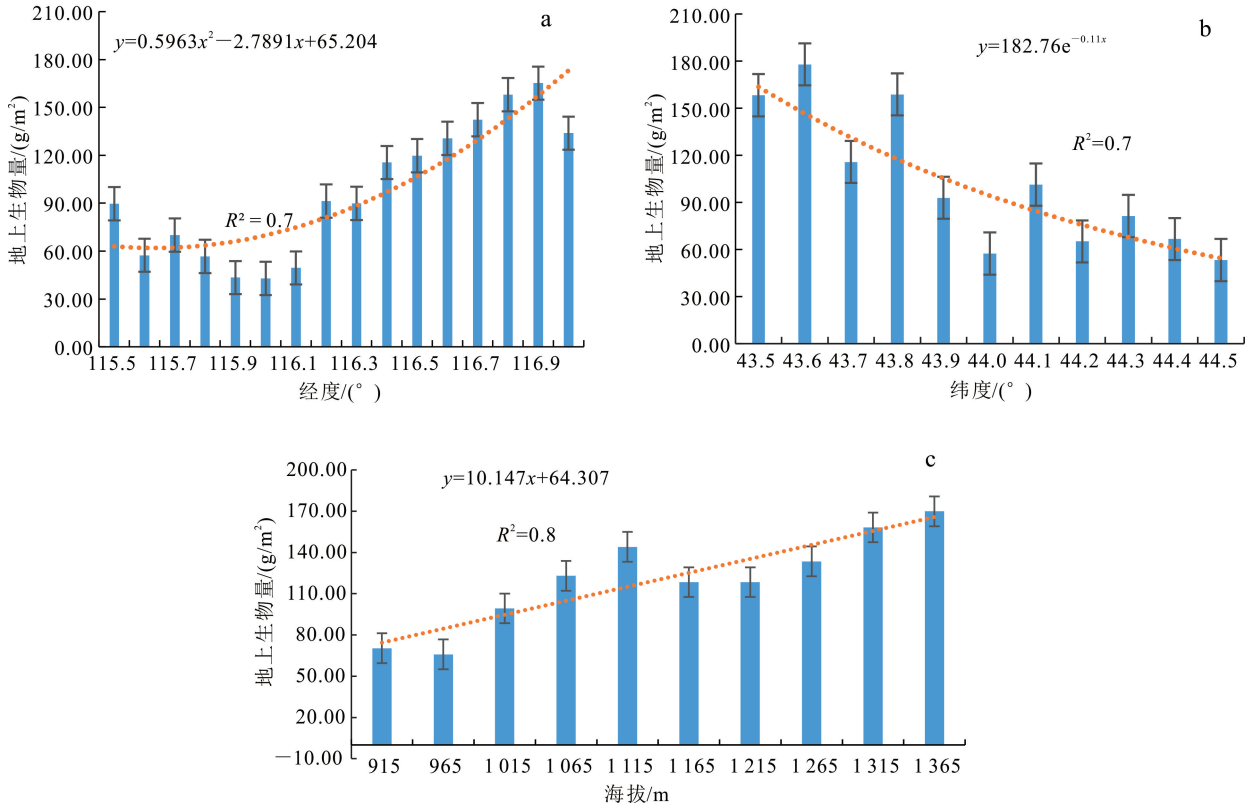 a
y=0.5963x²－2.7891x+65.204
R² = 0.7
地上生物量/(g/m²)
210.00
180.00
150.00
120.00
90.00
60.00
30.00
0.00
115.5 115.7 115.9 116.1 116.3 116.5 116.7 116.9
经度/(°)
b
y=182.76e⁻⁰·¹¹ˣ
R²=0.7
地上生物量/(g/m²)
210.00
180.00
150.00
120.00
90.00
60.00
30.00
0.00
43.5 43.6 43.7 43.8 43.9 44.0 44.1 44.2 44.3 44.4 44.5
纬度/(°)
c
y=10.147x+64.307
R²=0.8
地上生物量/(g/m²)
200.00
170.00
140.00
110.00
80.00
50.00
20.00
－10.00
915 965 1 015 1 065 1 115 1 165 1 215 1 265 1 315 1 365
海拔/m